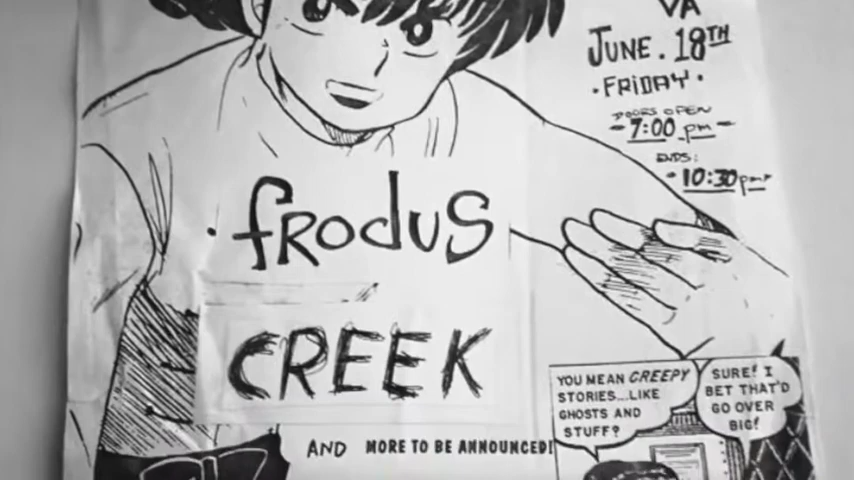 VA
JUNE. 18TH
•FRIDAY•
DOORS OPEN
-7:00 pm-
ENDS:
-10:30pm-
•fRoduS
CREEK
AND MORE TO BE ANNOUNCED!
YOU MEAN CREEPY
STORIES...LIKE
GHOSTS AND
STUFF?
SURE! I
BET THAT'D
GO OVER
BIG!